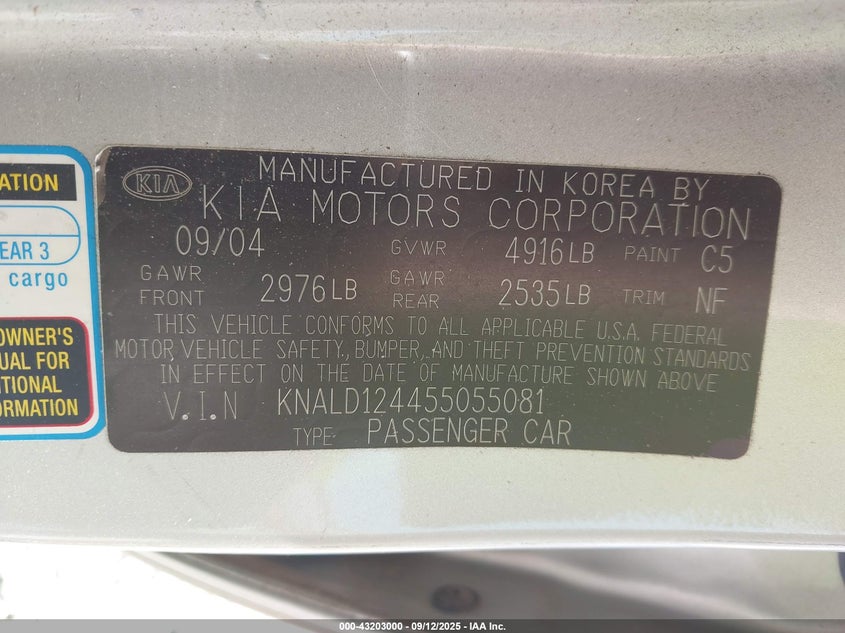 ATION
EAR 3
cargo
OWNER'S
UAL FOR
ITIONAL
ORMATION
KIA
MANUFACTURED IN KOREA BY
KIA MOTORS CORPORATION
09/04 GVWR 4916LB PAINT C5
GAWR FRONT 2976LB GAWR REAR 2535LB TRIM NF
THIS VEHICLE CONFORMS TO ALL APPLICABLE U.S.A. FEDERAL
MOTOR VEHICLE SAFETY, BUMPER, AND THEFT PREVENTION STANDARDS
IN EFFECT ON THE DATE OF MANUFACTURE SHOWN ABOVE
V.I.N KNALD124455055081
TYPE: PASSENGER CAR
000-43203000 - 09/12/2025 - IAA Inc.